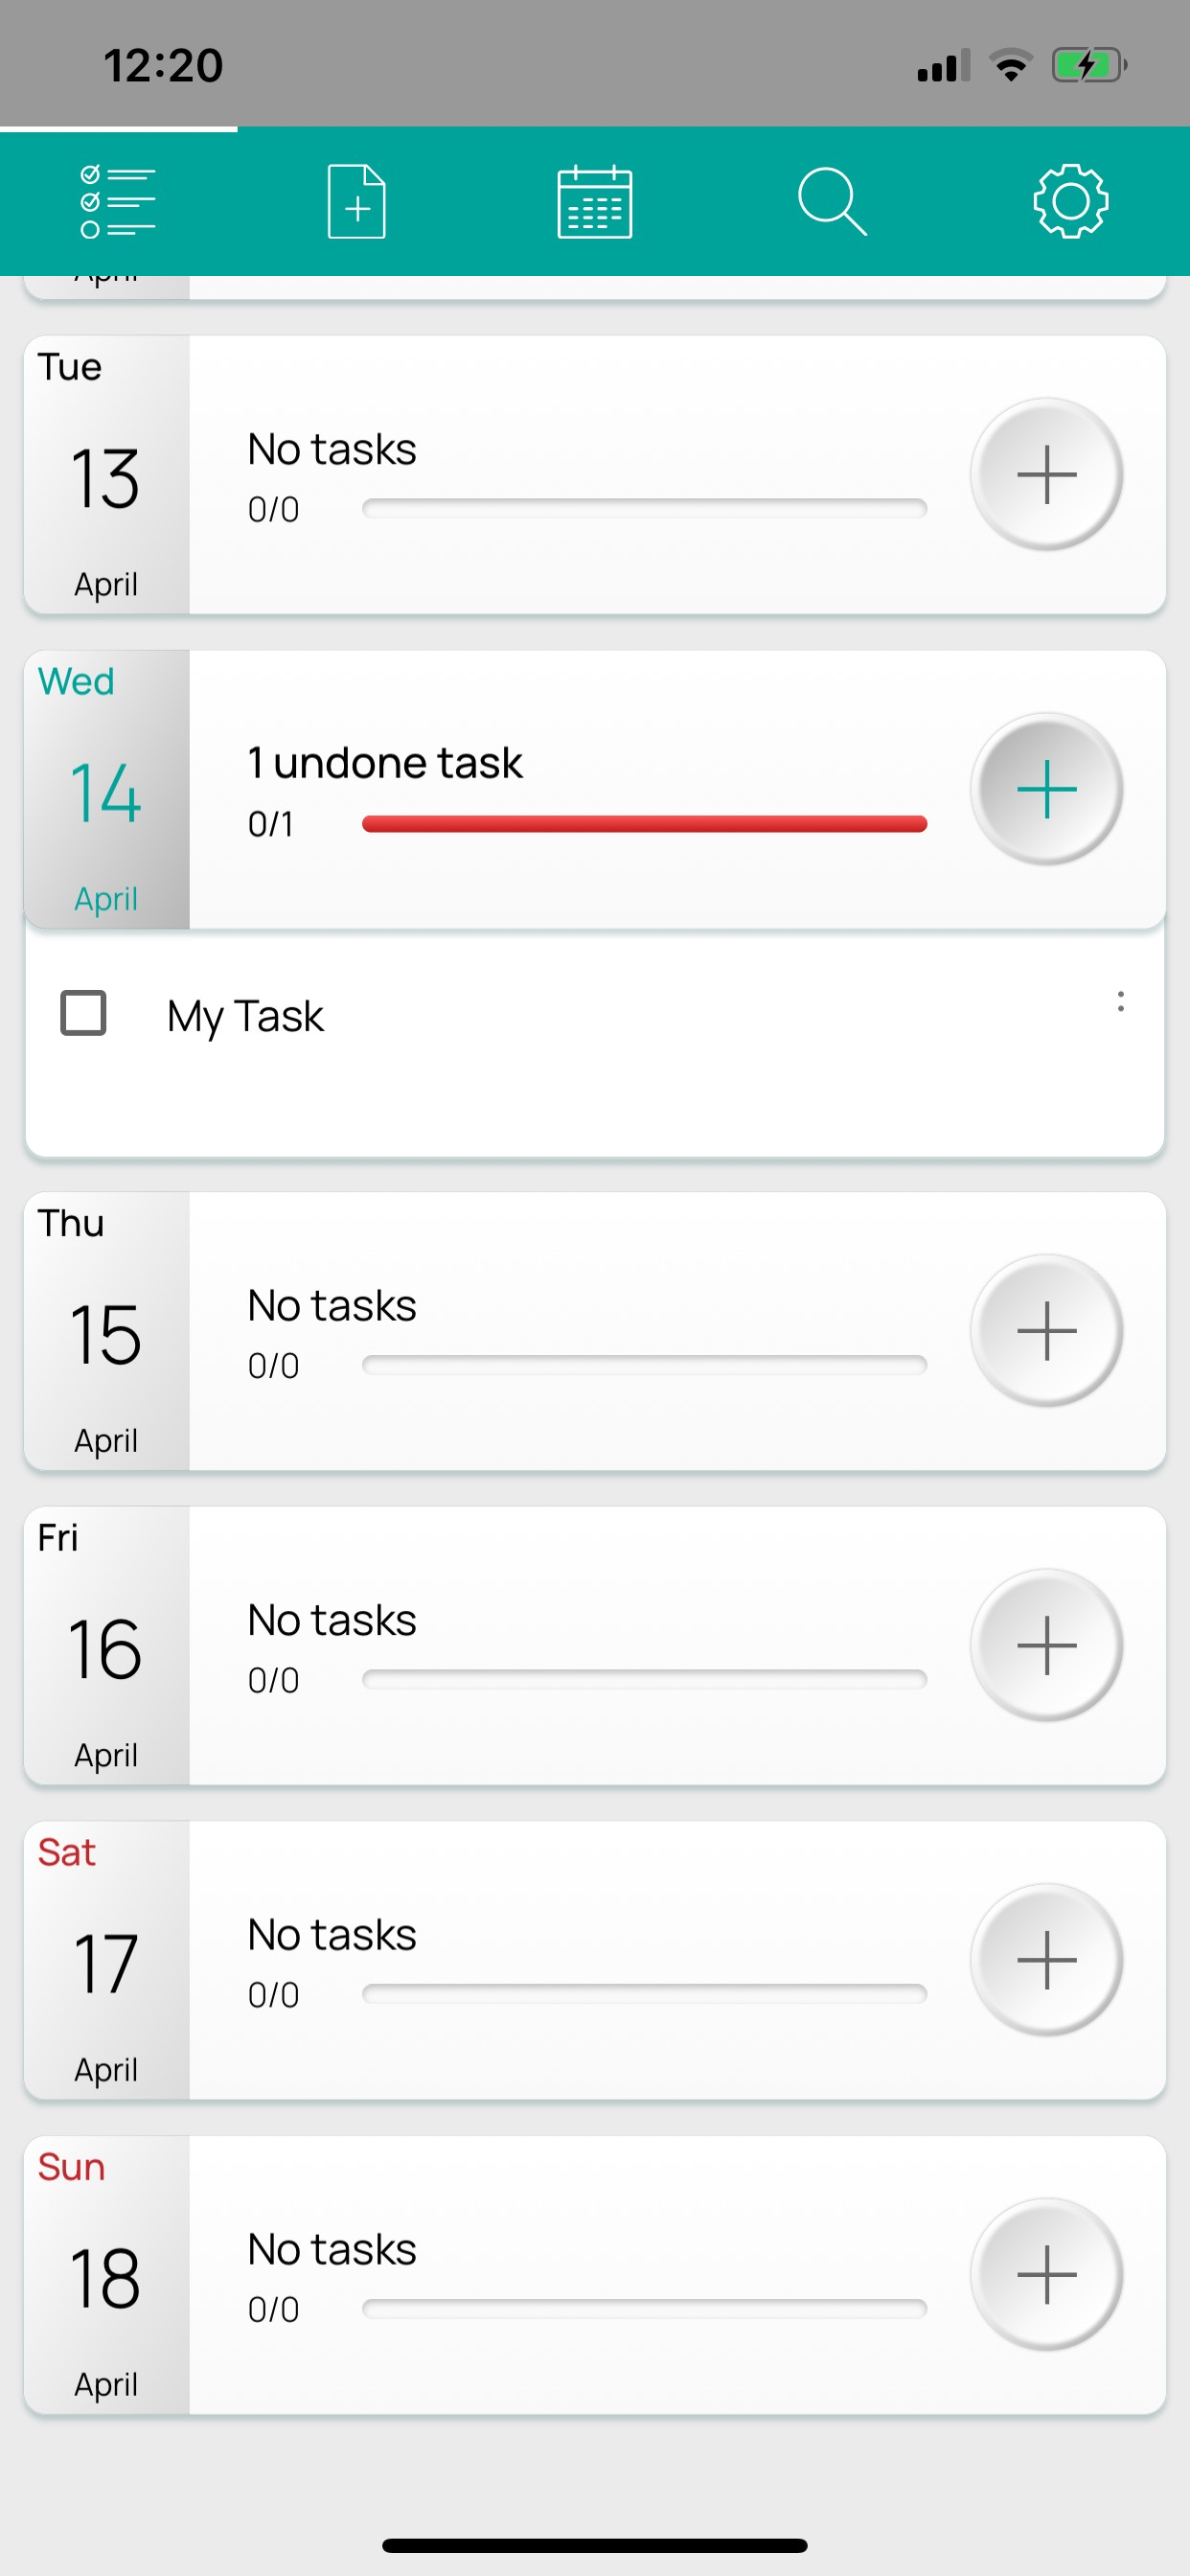 12:20
April
Tue
13
April
No tasks
0/0
Wed
14
April
1 undone task
0/1
My Task
Thu
15
April
No tasks
0/0
Fri
16
April
No tasks
0/0
Sat
17
April
No tasks
0/0
Sun
18
April
No tasks
0/0